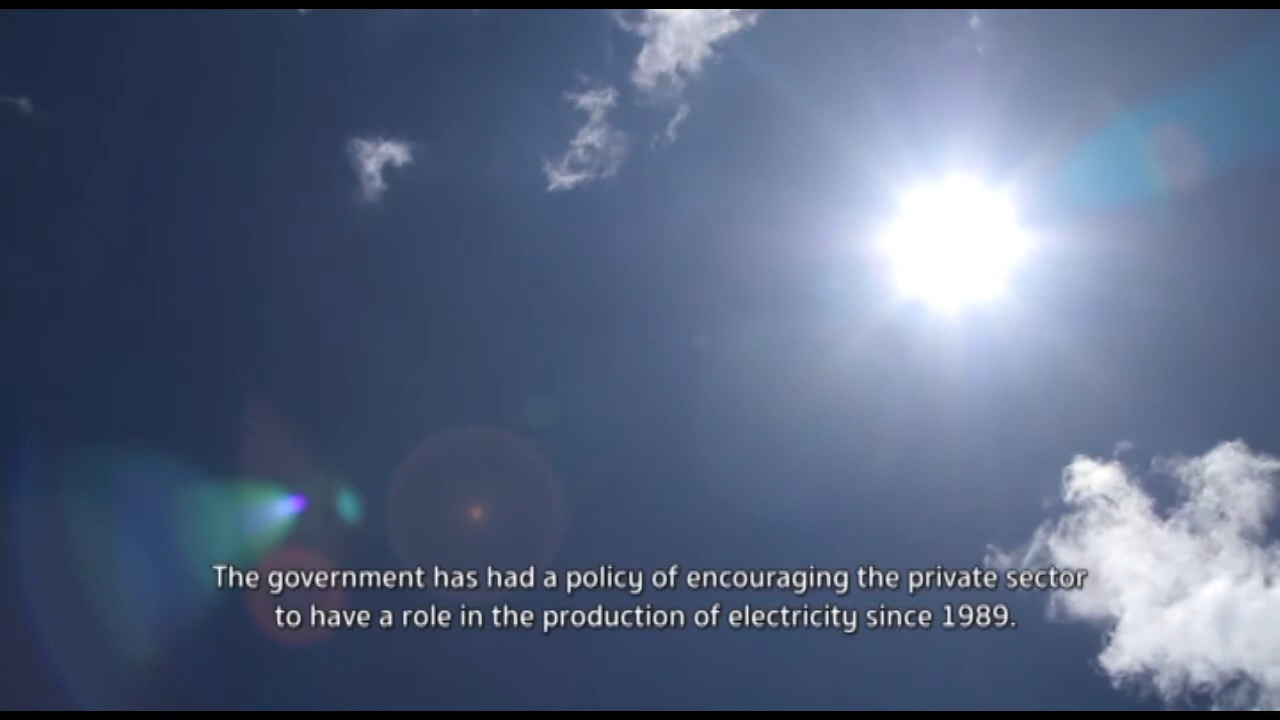 The government has had a policy of encouraging the private sector
to have a role in the production of electricity since 1989.